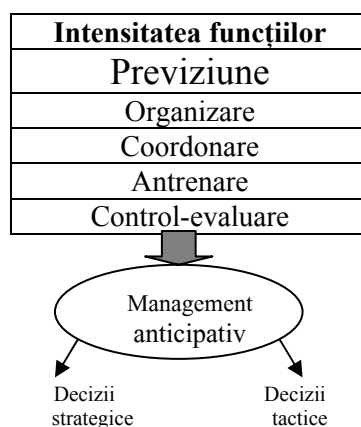 Intensitatea funcțiilor
Previziune
Organizare
Coordonare
Antrenare
Control-evaluare
Management
anticipativ
Decizii
strategice
Decizii
tactice